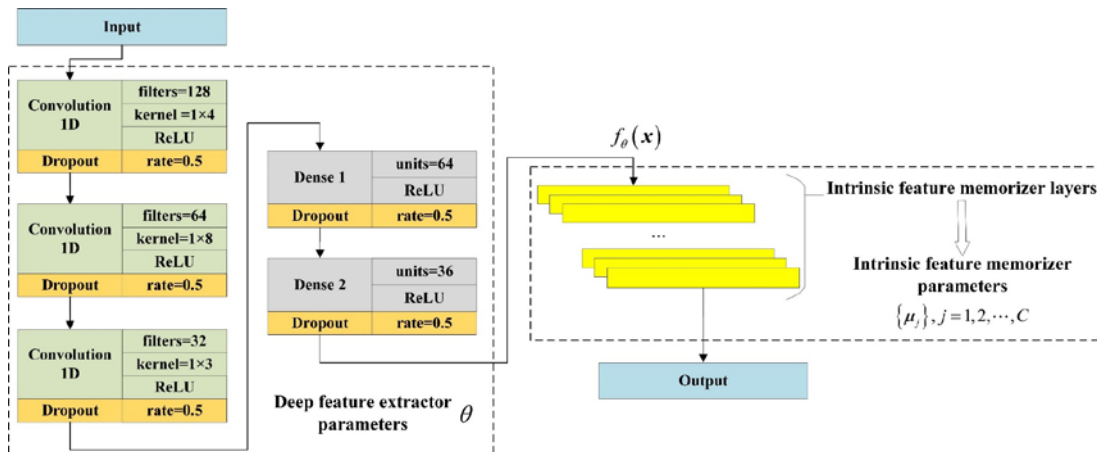 Input
Convolution
1D
filters=128
kernel =1×4
ReLU
Dropout
rate=0.5
Convolution
1D
filters=64
kernel=1×8
ReLU
Dropout
rate=0.5
Convolution
1D
filters=32
kernel=1×3
ReLU
Dropout
rate=0.5
Dense 1
units=64
ReLU
Dropout
rate=0.5
Dense 2
units=36
ReLU
Dropout
rate=0.5
Deep feature extractor
parameters θ
f_θ(x)
...
Intrinsic feature memorizer layers
Intrinsic feature memorizer
parameters
{μ_j}, j = 1, 2, ⋯, C
Output